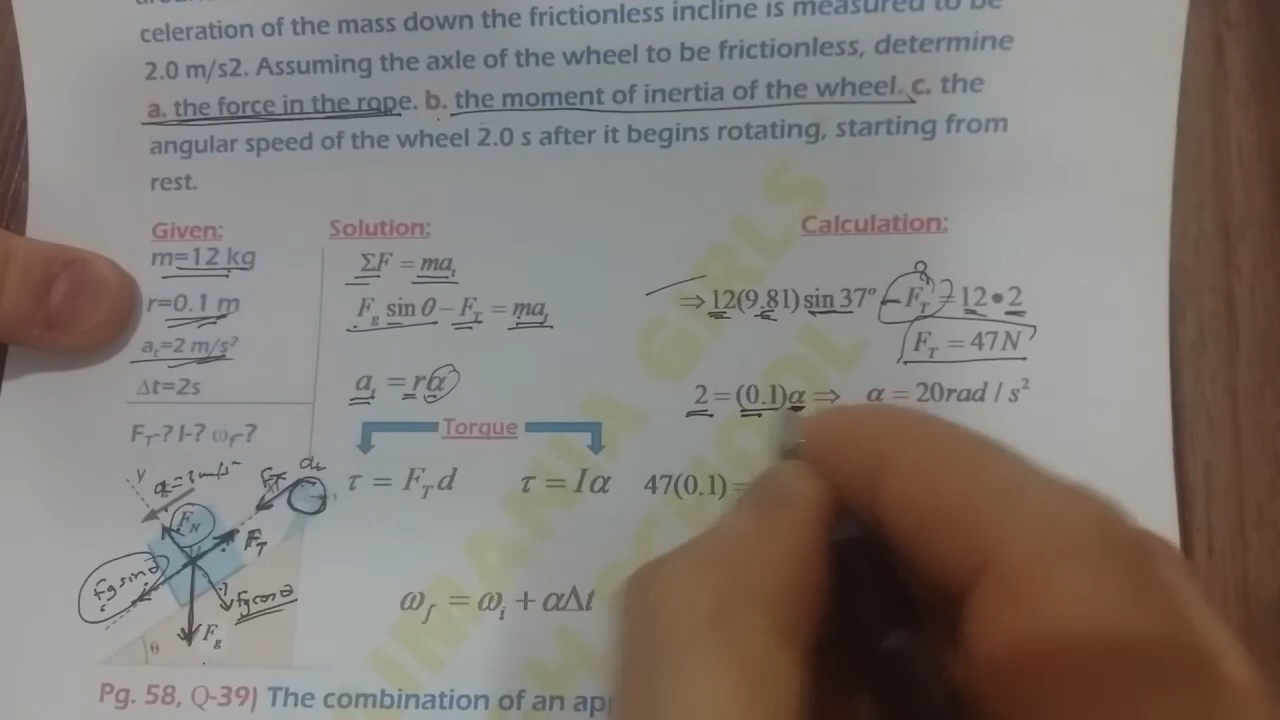 celeration of the mass down the frictionless incline is measured to be
2.0 m/s2. Assuming the axle of the wheel to be frictionless, determine
a. the force in the rope. b. the moment of inertia of the wheel. c. the
angular speed of the wheel 2.0 s after it begins rotating, starting from
rest.
Given:
m=12 kg
r=0.1 m
a_t=2 m/s²
Δt=2s
F_T? I-? ω_f?
Solution:
ΣF = ma_t
F_g sin θ – F_T = ma_t
a_t = rα
Torque
τ = F_T d τ = Iα
ω_f = ω_i + αΔt
Calculation:
⇒ 12(9.81) sin 37° – F_T = 12•2
F_T = 47N
2 = (0.1)α ⇒ α = 20rad / s²
47(0.1) =
y
F_N
F_T
F_T
Fg sinθ
Fg cosθ
F_g
θ
Pg. 58, Q-39) The combination of an ap